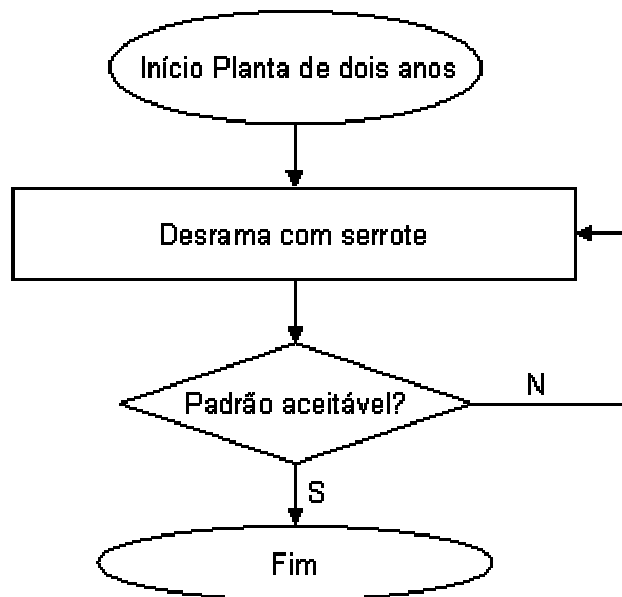 Início Planta de dois anos
Desrama com serrote
Padrão aceitável?
N
S
Fim